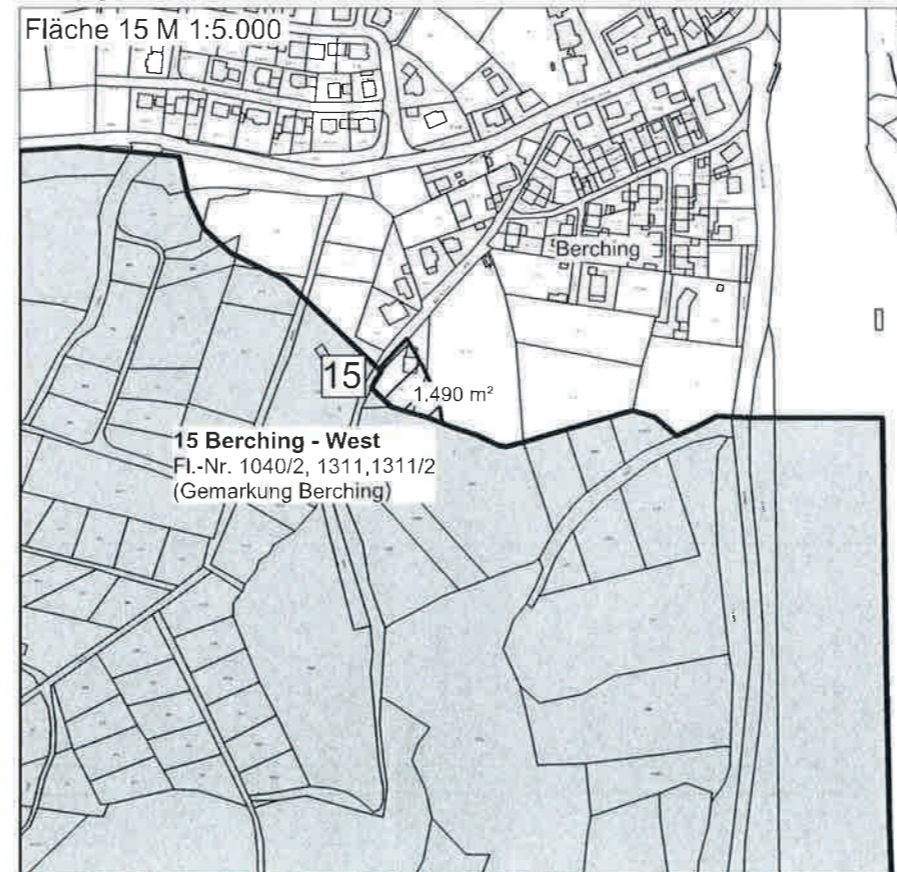 Fläche 15 M 1:5.000
Berching
15
1.490 m²
15 Berching - West
Fl.-Nr. 1040/2, 1311,1311/2
(Gemarkung Berching)